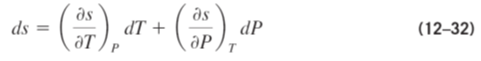 ds = (∂s/∂T)_P dT + (∂s/∂P)_T dP (12–32)